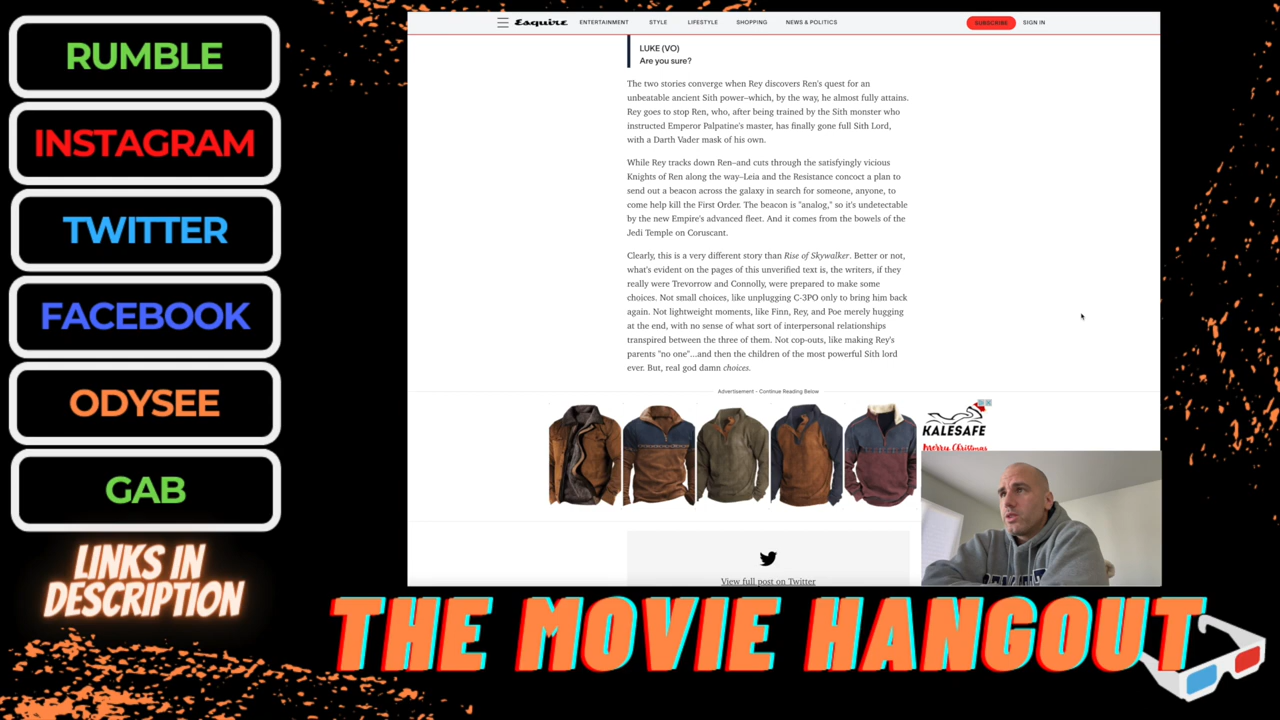 RUMBLE
INSTAGRAM
TWITTER
FACEBOOK
ODYSEE
GAB
LINKS IN
DESCRIPTION
Esquire ENTERTAINMENT STYLE LIFESTYLE SHOPPING NEWS & POLITICS SUBSCRIBE SIGN IN
LUKE (VO)
Are you sure?
The two stories converge when Rey discovers Ren's quest for an
unbeatable ancient Sith power–which, by the way, he almost fully attains.
Rey goes to stop Ren, who, after being trained by the Sith monster who
instructed Emperor Palpatine's master, has finally gone full Sith Lord,
with a Darth Vader mask of his own.
While Rey tracks down Ren–and cuts through the satisfyingly vicious
Knights of Ren along the way–Leia and the Resistance concoct a plan to
send out a beacon across the galaxy in search for someone, anyone, to
come help kill the First Order. The beacon is "analog," so it's undetectable
by the new Empire's advanced fleet. And it comes from the bowels of the
Jedi Temple on Coruscant.
Clearly, this is a very different story than Rise of Skywalker. Better or not,
what's evident on the pages of this unverified text is, the writers, if they
really were Trevorrow and Connolly, were prepared to make some
choices. Not small choices, like unplugging C-3PO only to bring him back
again. Not lightweight moments, like Finn, Rey, and Poe merely hugging
at the end, with no sense of what sort of interpersonal relationships
transpired between the three of them. Not cop-outs, like making Rey's
parents "no one"...and then the children of the most powerful Sith lord
ever. But, real god damn choices.
Advertisement - Continue Reading Below
KALESAFE
Merry Christmas
View full post on Twitter
THE MOVIE HANGOUT